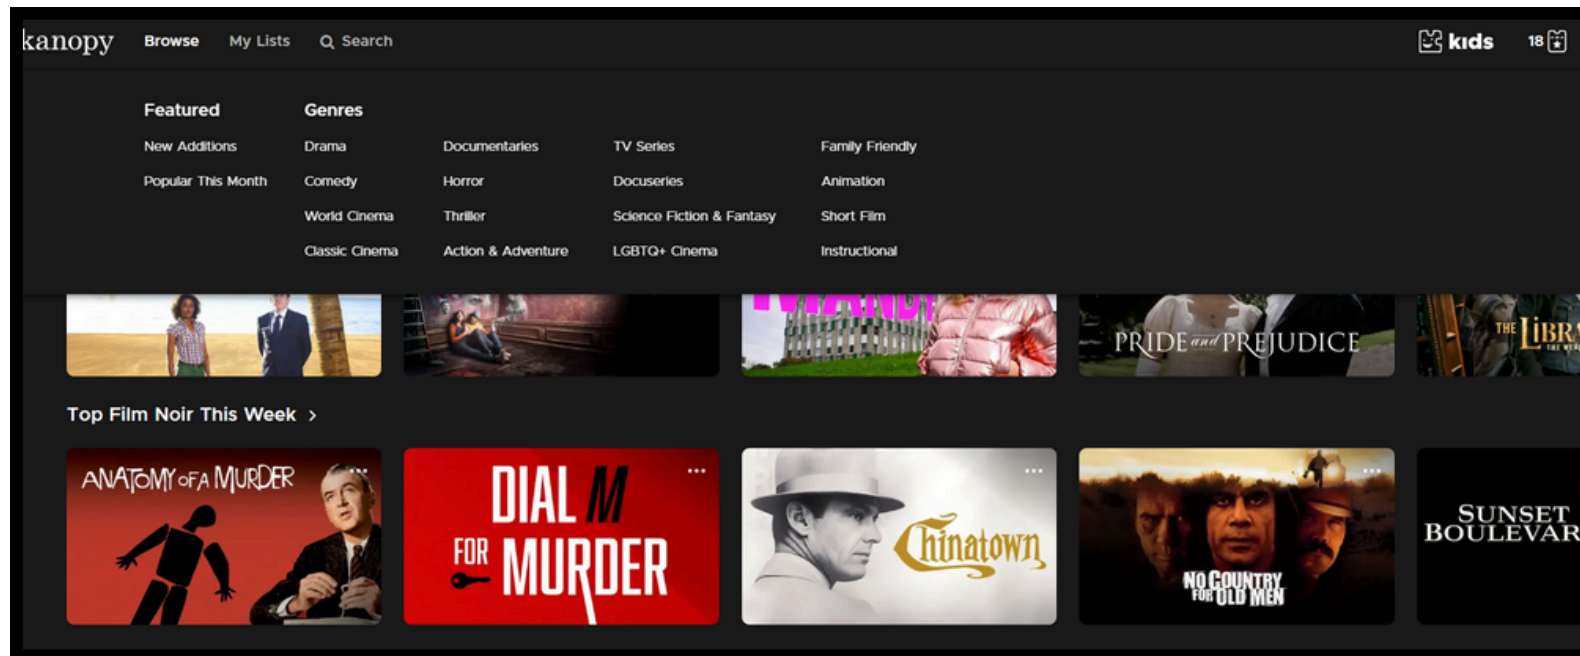 kanopy Browse My Lists Search kids 18
Featured Genres
New Additions Drama Documentaries TV Series Family Friendly
Popular This Month Comedy Horror Docuseries Animation
World Cinema Thriller Science Fiction & Fantasy Short Film
Classic Cinema Action & Adventure LGBTQ+ Cinema Instructional
PRIDE and PREJUDICE
THE LIBRA
Top Film Noir This Week >
ANATOMY OF A MURDER
DIAL M
FOR MURDER
Chinatown
NO COUNTRY
FOR OLD MEN
SUNSET
BOULEVAR